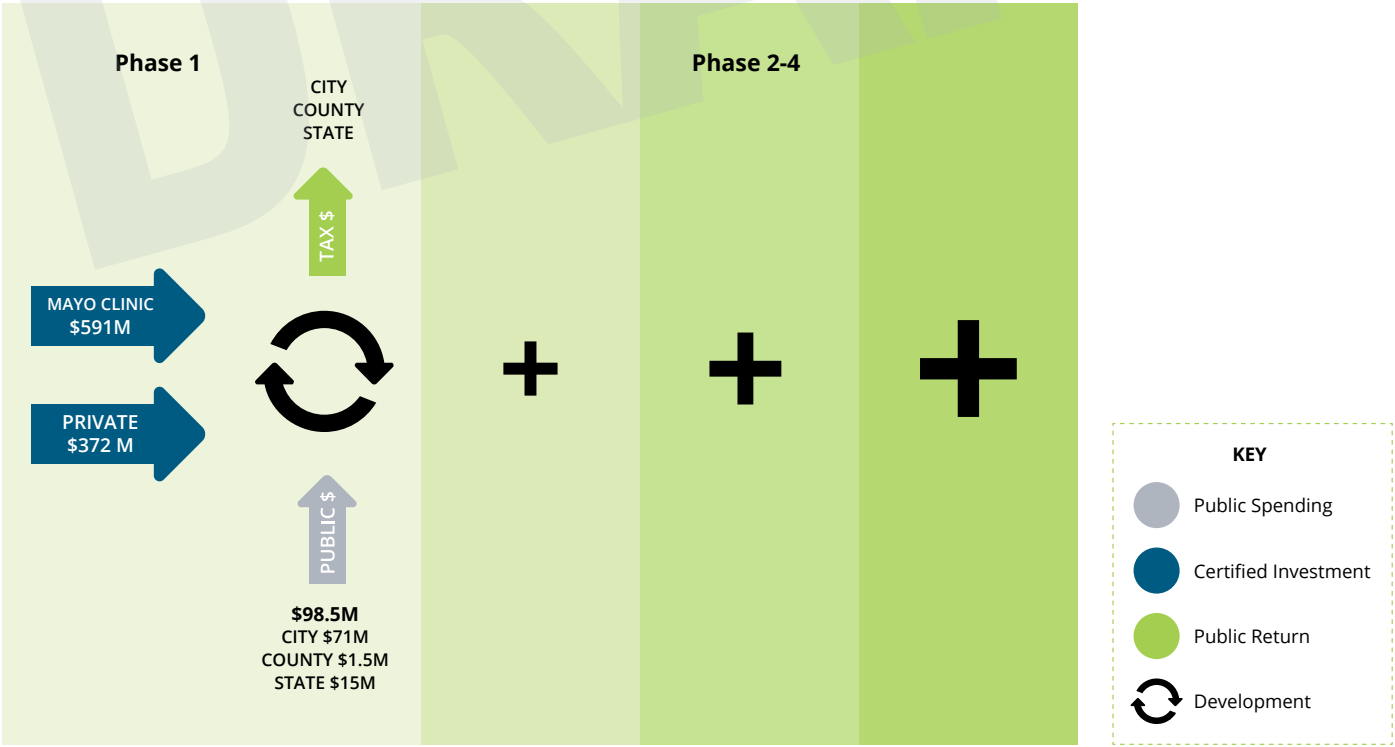 Phase 1
Phase 2-4
CITY
COUNTY
STATE
TAX $
MAYO CLINIC
$591M
PRIVATE
$372 M
PUBLIC $
$98.5M
CITY $71M
COUNTY $1.5M
STATE $15M
KEY
Public Spending
Certified Investment
Public Return
Development